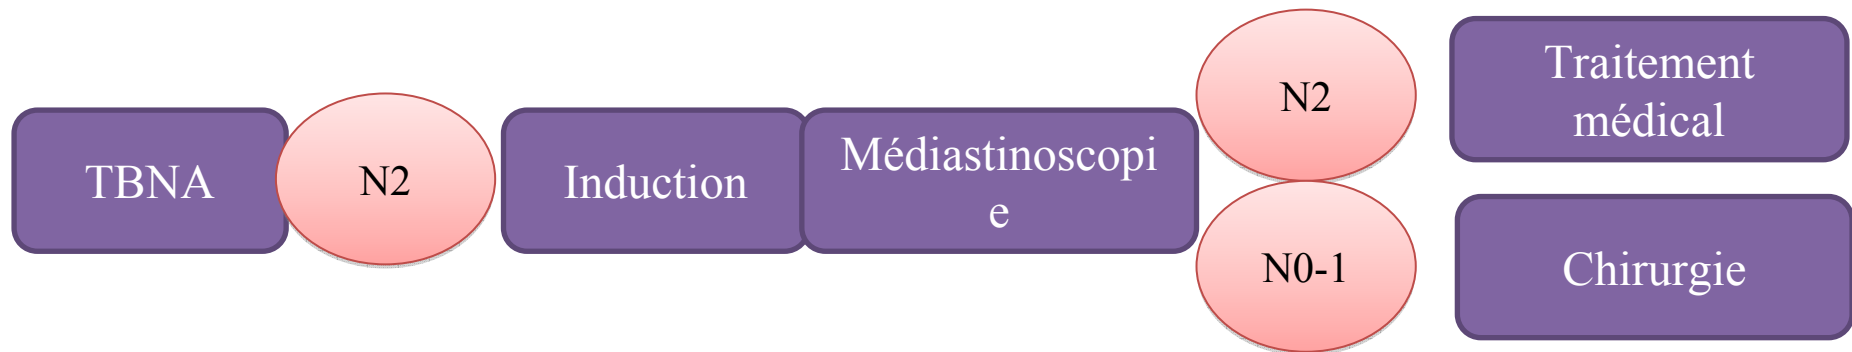 TBNA
N2
Induction
Médiastinoscopi
e
N2
Traitement
médical
N0-1
Chirurgie